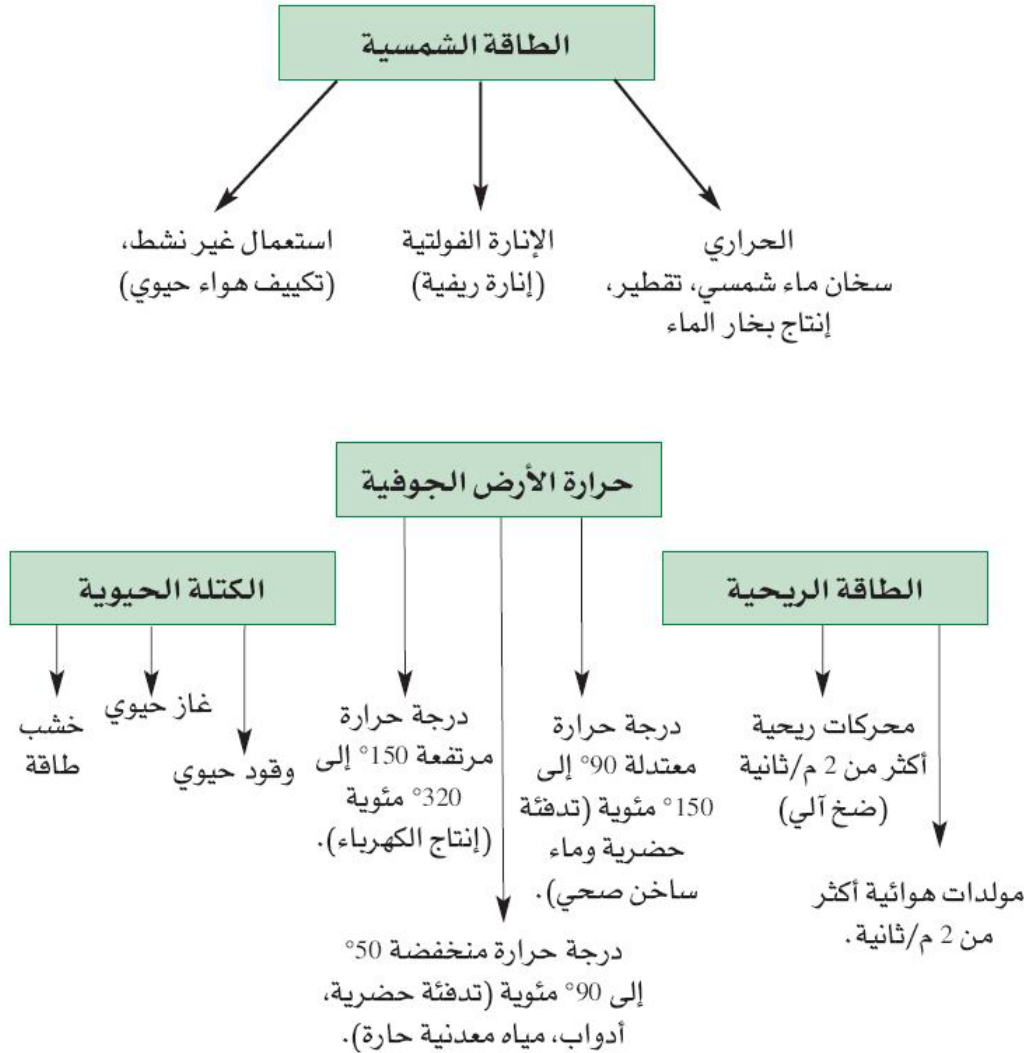 الطاقة الشمسية
الحراري
سخان ماء شمسي، تقطير،
إنتاج بخار الماء
الإنارة الفولتية
(إنارة ريفية)
استعمال غير نشط،
(تكييف هواء حيوي)
حرارة الأرض الجوفية
الطاقة الريحية
الكتلة الحيوية
محركات ريحية
أكثر من 2 م/ثانية
(ضخ آلي)
مولدات هوائية أكثر
من 2 م/ثانية.
درجة حرارة
معتدلة 90° إلى
150° مئوية (تدفئة
حضرية وماء
ساخن صحي).
درجة حرارة
مرتفعة 150° إلى
320° مئوية
(إنتاج الكهرباء).
درجة حرارة منخفضة 50°
إلى 90° مئوية (تدفئة حضرية،
أدواب، مياه معدنية حارة).
وقود حيوي
غاز حيوي
خشب
طاقة